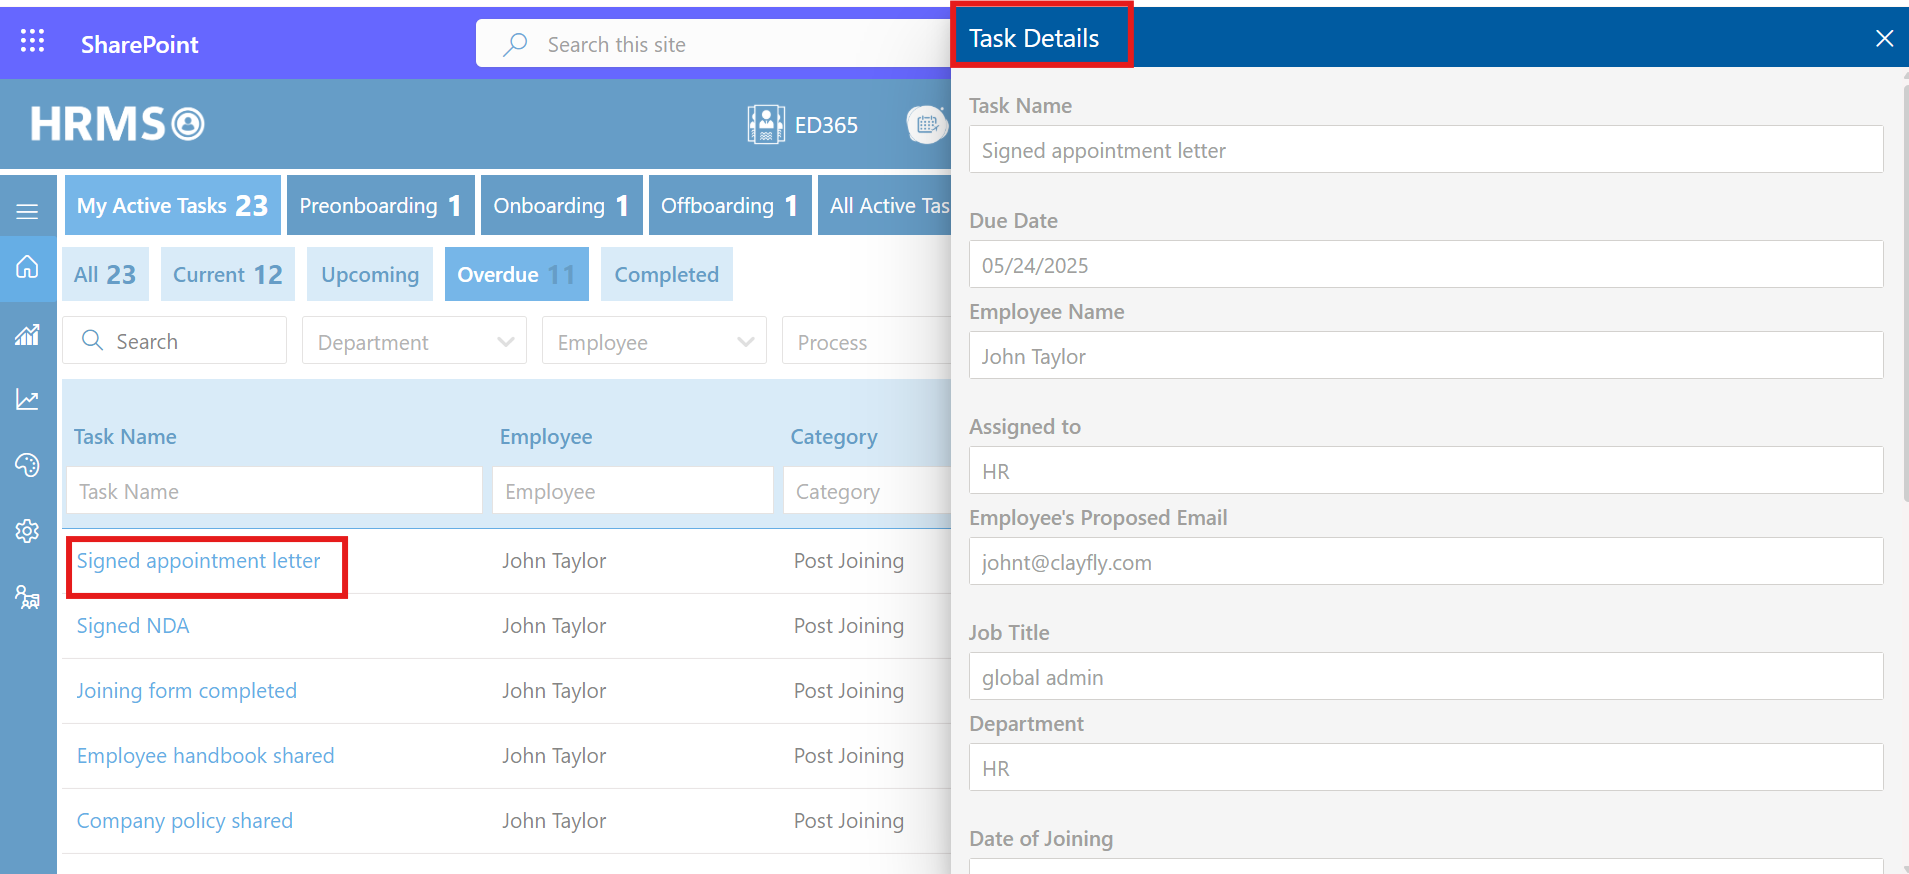 SharePoint
Search this site
HRMS
ED365
My Active Tasks 23
Preonboarding 1
Onboarding 1
Offboarding 1
All Active Tas
All 23
Current 12
Upcoming
Overdue 11
Completed
Search
Department
Employee
Process
Task Name Employee Category
Task Name Employee Category
Signed appointment letter John Taylor Post Joining
Signed NDA John Taylor Post Joining
Joining form completed John Taylor Post Joining
Employee handbook shared John Taylor Post Joining
Company policy shared John Taylor Post Joining
Task Details
Task Name
Signed appointment letter
Due Date
05/24/2025
Employee Name
John Taylor
Assigned to
HR
Employee's Proposed Email
johnt@clayfly.com
Job Title
global admin
Department
HR
Date of Joining